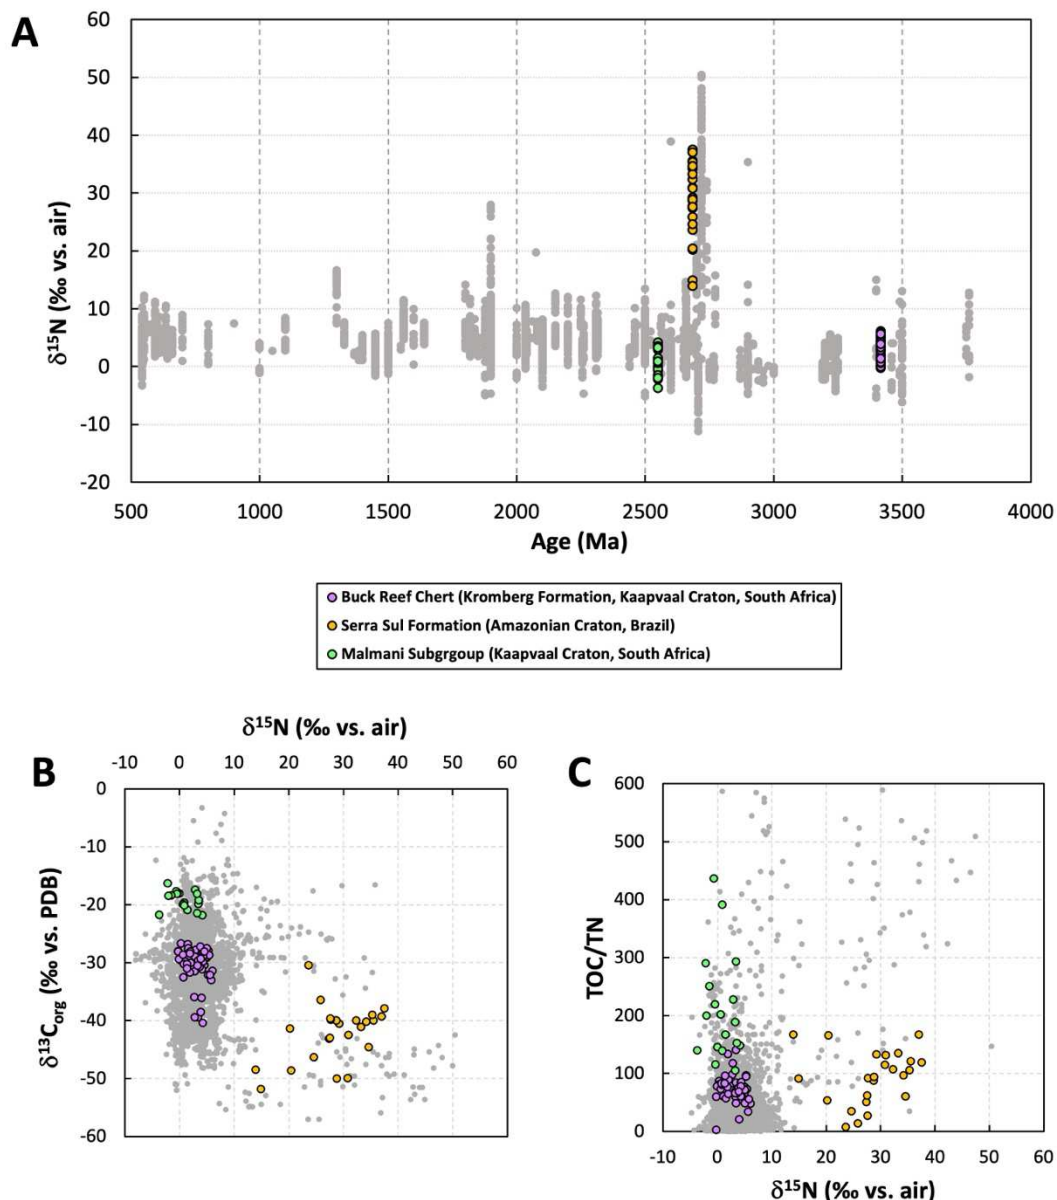 A
60
50
40
30
20
10
0
-10
-20
δ15N (‰ vs. air)
500 1000 1500 2000 2500 3000 3500 4000
Age (Ma)
Buck Reef Chert (Kromberg Formation, Kaapvaal Craton, South Africa)
Serra Sul Formation (Amazonian Craton, Brazil)
Malmani Subgrgoup (Kaapvaal Craton, South Africa)
B
δ15N (‰ vs. air)
-10 0 10 20 30 40 50 60
0
-10
-20
-30
-40
-50
-60
δ13Corg (‰ vs. PDB)
C
600
500
400
300
200
100
0
TOC/TN
-10 0 10 20 30 40 50 60
δ15N (‰ vs. air)